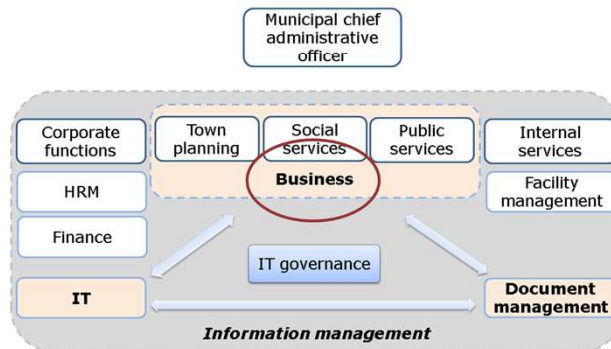 Municipal chief
administrative
officer
Corporate
functions
Town
planning
Social
services
Public
services
Internal
services
Business
HRM
Facility
management
Finance
IT governance
IT
Document
management
Information management